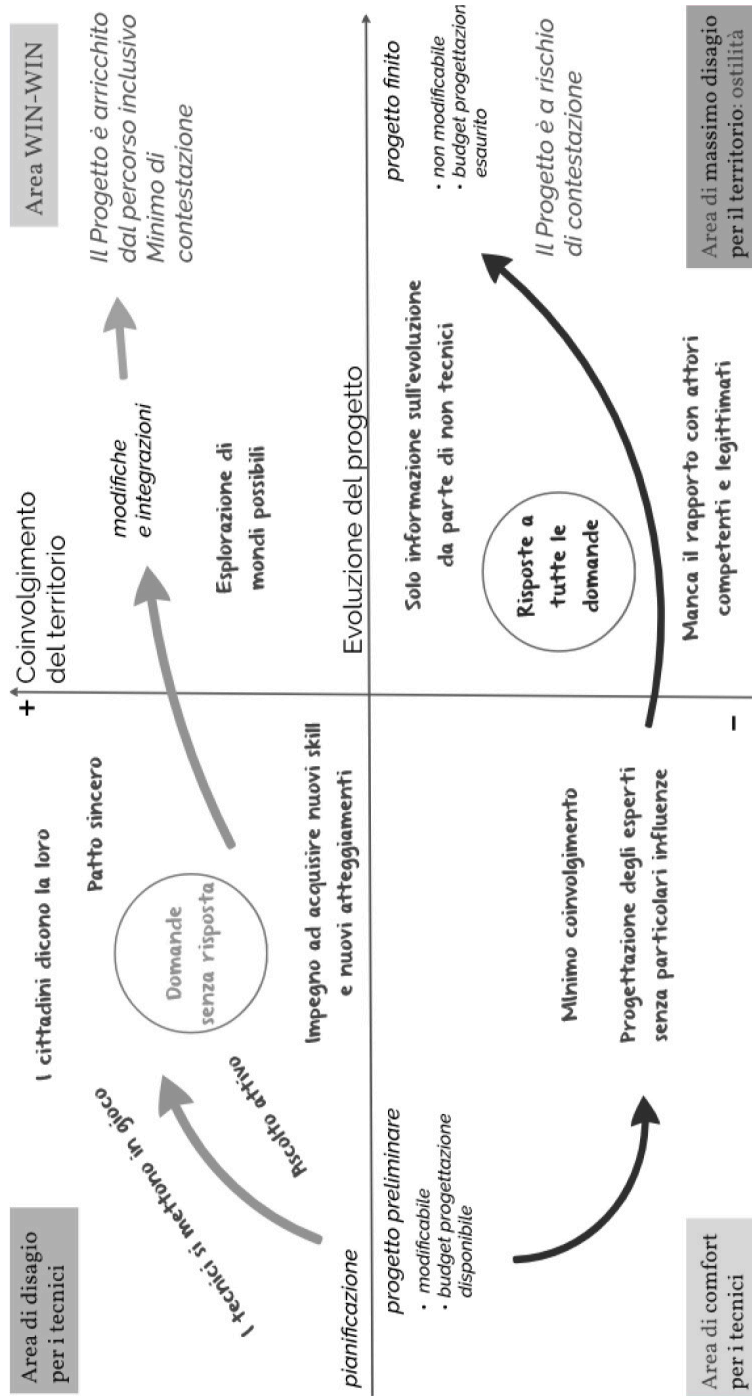 Area di disagio
per i tecnici
I cittadini dicono la loro
+ Coinvolgimento
del territorio
Area WIN-WIN
I tecnici si mettono in gioco
Patto sincero
Il Progetto è arricchito
dal percorso inclusivo
Minimo di
contestazione
Domande
senza risposta
modifiche
e integrazioni
Ascolto attivo
Esplorazione di
mondi possibili
Impegno ad acquisire nuovi skill
e nuovi atteggiamenti
pianificazione
Evoluzione del progetto
progetto preliminare
• modificabile
• budget progettazione
disponibile
progetto finito
• non modificabile
• budget progettazion
esaurito
Solo informazione sull'evoluzione
da parte di non tecnici
Risposte a
tutte le
domande
Il Progetto è a rischio
di contestazione
MInimo coinvolgimento
Progettazione degli esperti
senza particolari influenze
Manca il rapporto con attori
competenti e legittimati
Area di comfort
per i tecnici
–
Area di massimo disagio
per il territorio: ostilità